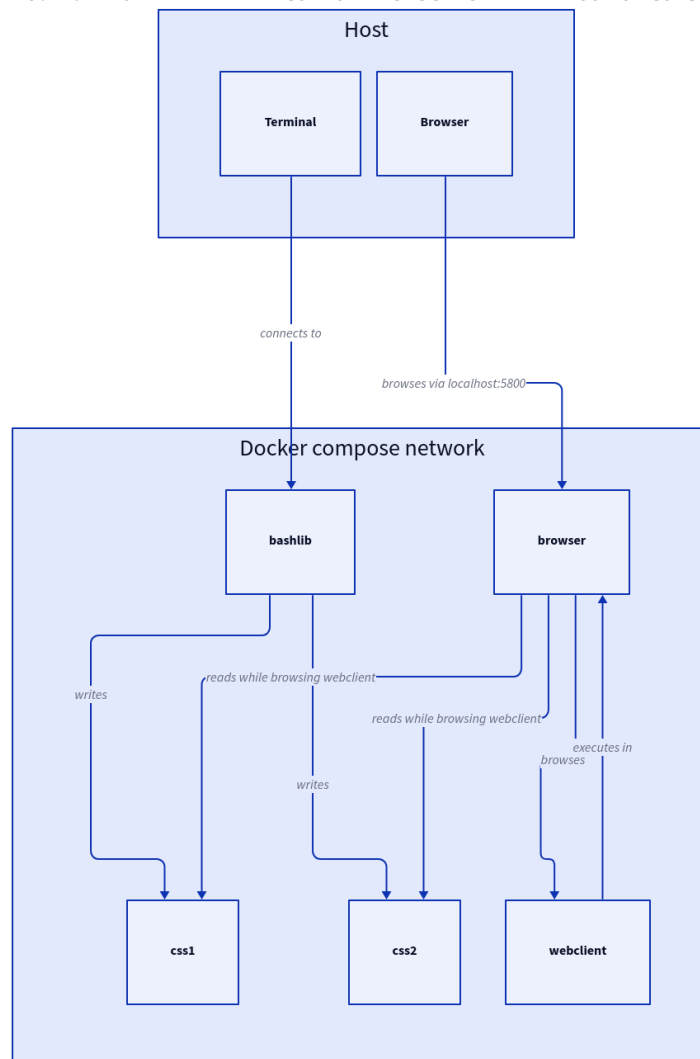 Host
Terminal
Browser
connects to
browses via localhost:5800
Docker compose network
bashlib
browser
reads while browsing webclient
writes
reads while browsing webclient
executes in
browses
writes
css1
css2
webclient